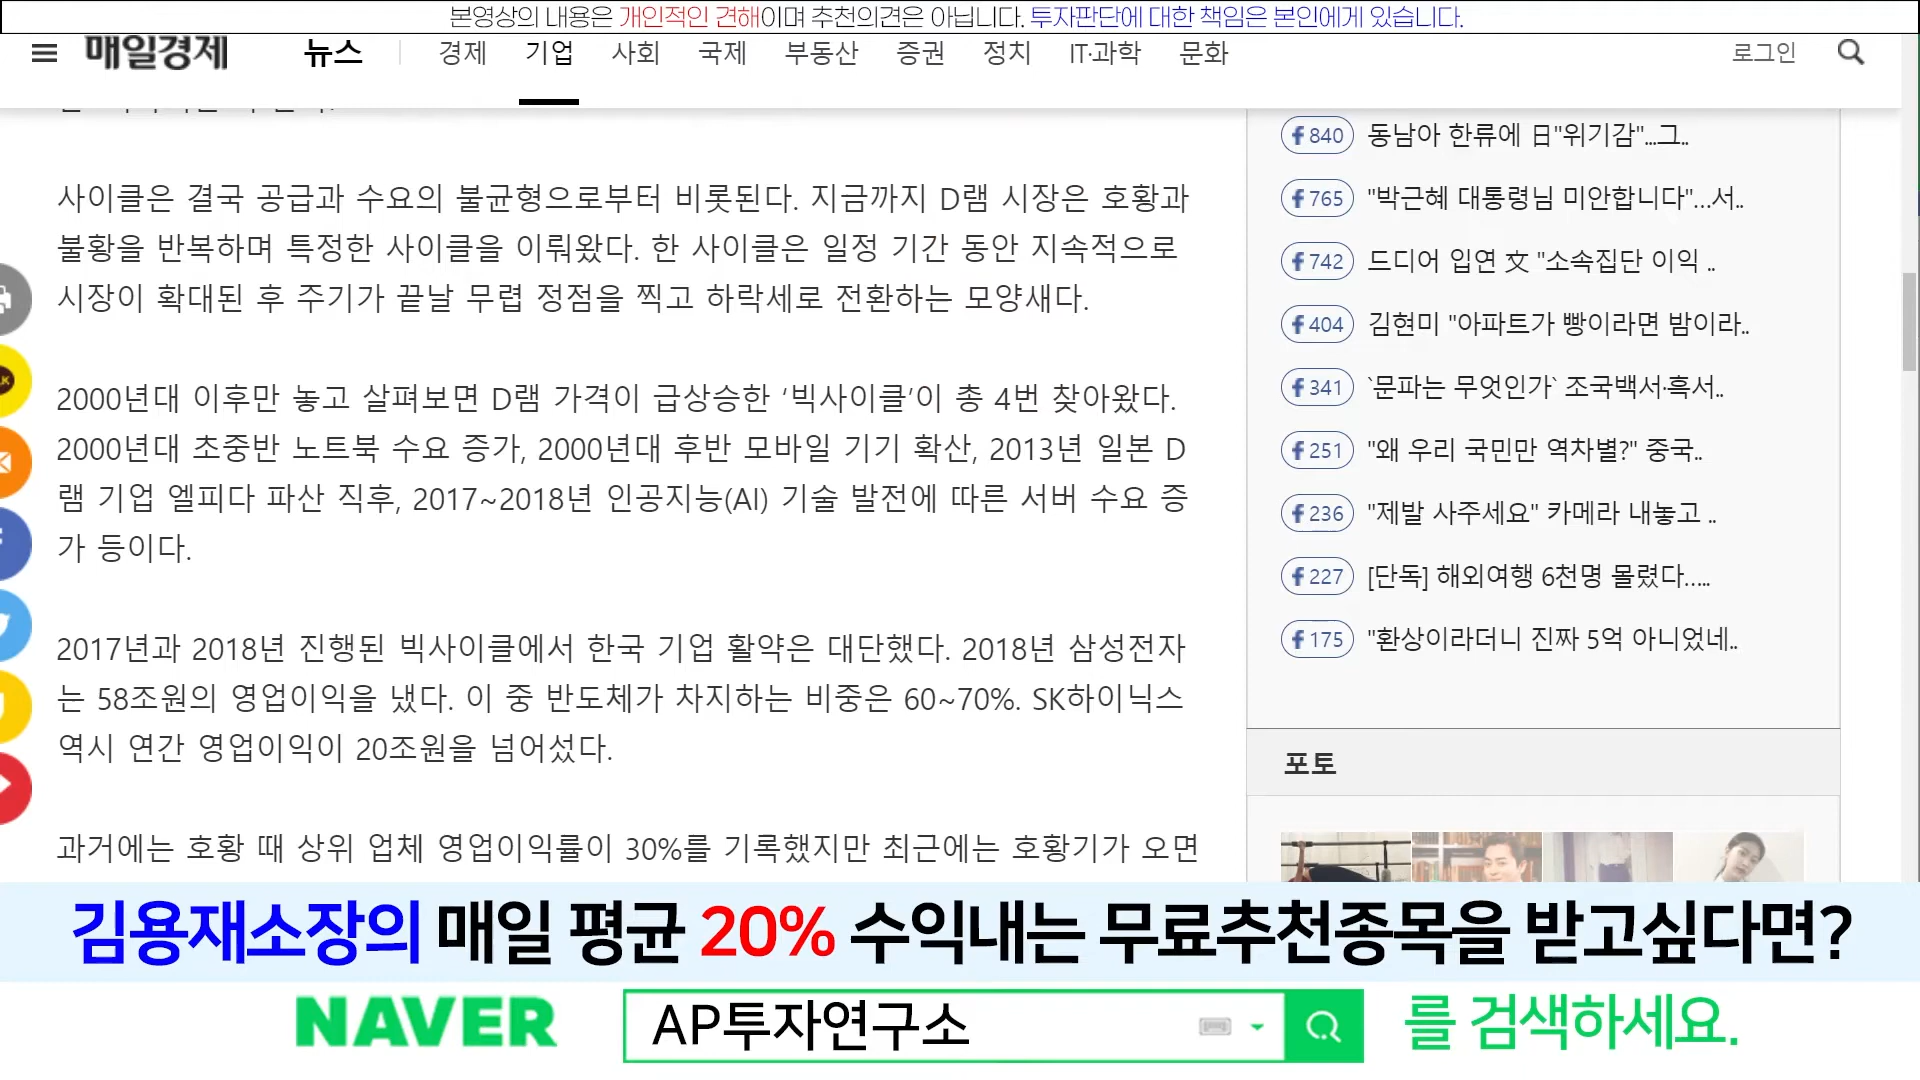 본영상의 내용은 개인적인 견해이며 추천의견은 아닙니다. 투자판단에 대한 책임은 본인에게 있습니다.
매일경제 뉴스 경제 기업 사회 국제 부동산 증권 정치 IT·과학 문화 로그인
사이클은 결국 공급과 수요의 불균형으로부터 비롯된다. 지금까지 D램 시장은 호황과
불황을 반복하며 특정한 사이클을 이뤄왔다. 한 사이클은 일정 기간 동안 지속적으로
시장이 확대된 후 주기가 끝날 무렵 정점을 찍고 하락세로 전환하는 모양새다.
2000년대 이후만 놓고 살펴보면 D램 가격이 급상승한 ‘빅사이클’이 총 4번 찾아왔다.
2000년대 초중반 노트북 수요 증가, 2000년대 후반 모바일 기기 확산, 2013년 일본 D
램 기업 엘피다 파산 직후, 2017~2018년 인공지능(AI) 기술 발전에 따른 서버 수요 증
가 등이다.
2017년과 2018년 진행된 빅사이클에서 한국 기업 활약은 대단했다. 2018년 삼성전자
는 58조원의 영업이익을 냈다. 이 중 반도체가 차지하는 비중은 60~70%. SK하이닉스
역시 연간 영업이익이 20조원을 넘어섰다.
과거에는 호황 때 상위 업체 영업이익률이 30%를 기록했지만 최근에는 호황기가 오면
840 동남아 한류에 日"위기감"...그..
765 "박근혜 대통령님 미안합니다"...서..
742 드디어 입연 文 "소속집단 이익 ..
404 김현미 "아파트가 빵이라면 밤이라..
341 `문파는 무엇인가` 조국백서·흑서..
251 "왜 우리 국민만 역차별?" 중국..
236 "제발 사주세요" 카메라 내놓고 ..
227 [단독] 해외여행 6천명 몰렸다.....
175 "환상이라더니 진짜 5억 아니었네..
포토
김용재소장의 매일 평균 20% 수익내는 무료추천종목을 받고싶다면?
NAVER AP투자연구소 를 검색하세요.